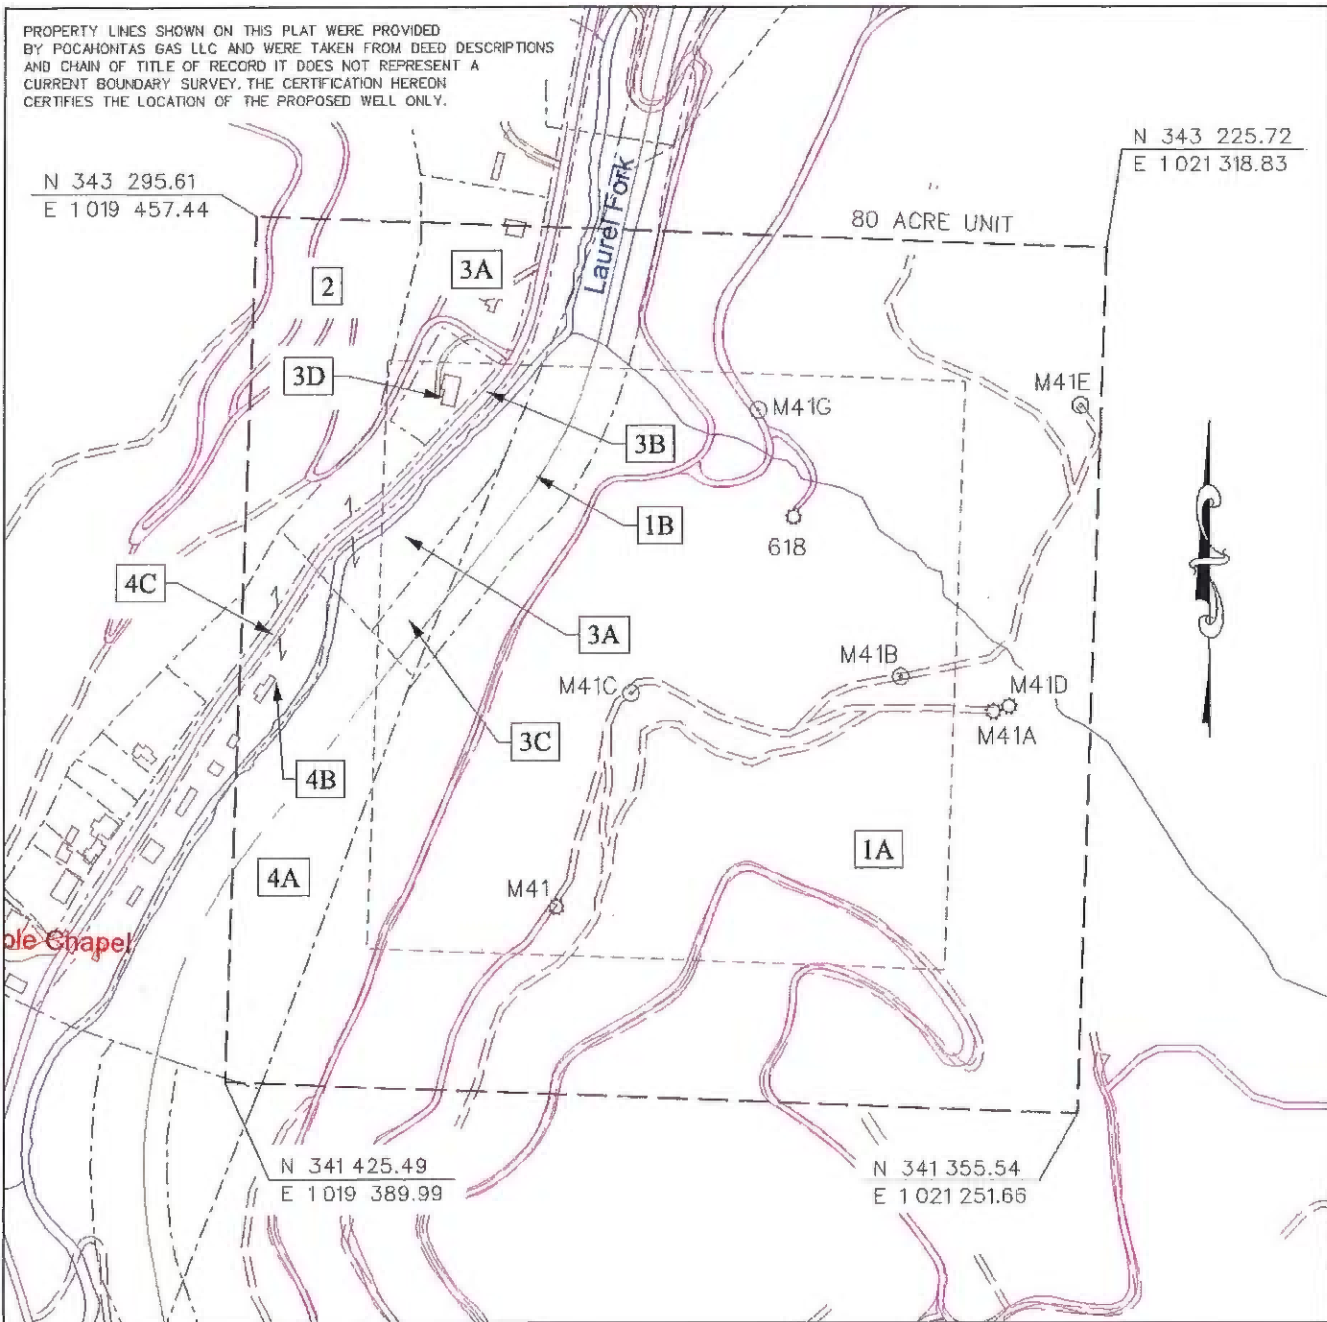 PROPERTY LINES SHOWN ON THIS PLAT WERE PROVIDED
BY POCAHONTAS GAS LLC AND WERE TAKEN FROM DEED DESCRIPTIONS
AND CHAIN OF TITLE OF RECORD IT DOES NOT REPRESENT A
CURRENT BOUNDARY SURVEY. THE CERTIFICATION HEREON
CERTIFIES THE LOCATION OF THE PROPOSED WELL ONLY.
N 343 225.72
E 1 021 318.83
N 343 295.61
E 1 019 457.44
Laurel Fork
80 ACRE UNIT
3A
2
3D
M41E
M41G
3B
1B
618
4C
3A
M41B
M41C
M41D
M41A
3C
4B
1A
4A
M41
ole Chapel
N 341 425.49
E 1 019 389.99
N 341 355.54
E 1 021 251.66